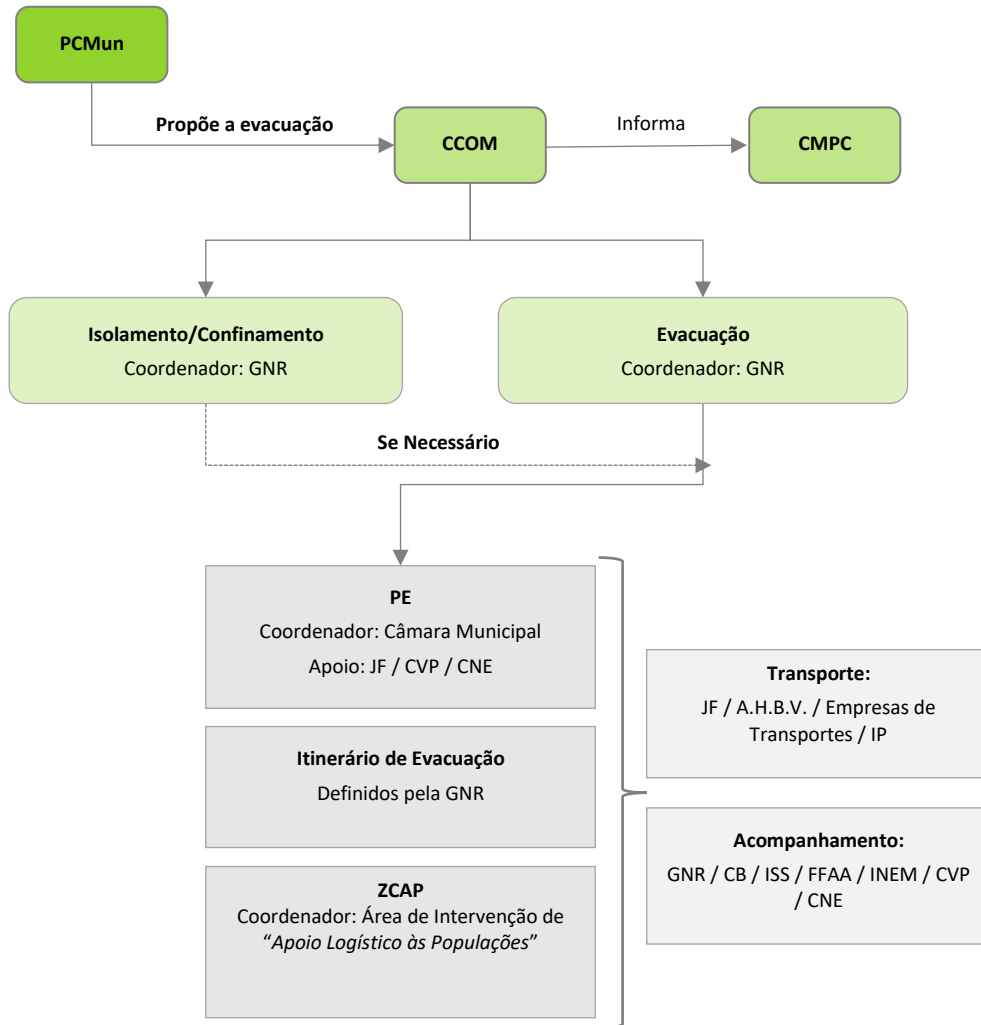 PCMun
Propõe a evacuação
CCOM
Informa
CMPC
Isolamento/Confinamento
Coordenador: GNR
Evacuação
Coordenador: GNR
Se Necessário
PE
Coordenador: Câmara Municipal
Apoio: JF / CVP / CNE
Itinerário de Evacuação
Definidos pela GNR
ZCAP
Coordenador: Área de Intervenção de
“Apoio Logístico às Populações”
Transporte:
JF / A.H.B.V. / Empresas de
Transportes / IP
Acompanhamento:
GNR / CB / ISS / FFAA / INEM / CVP
/ CNE